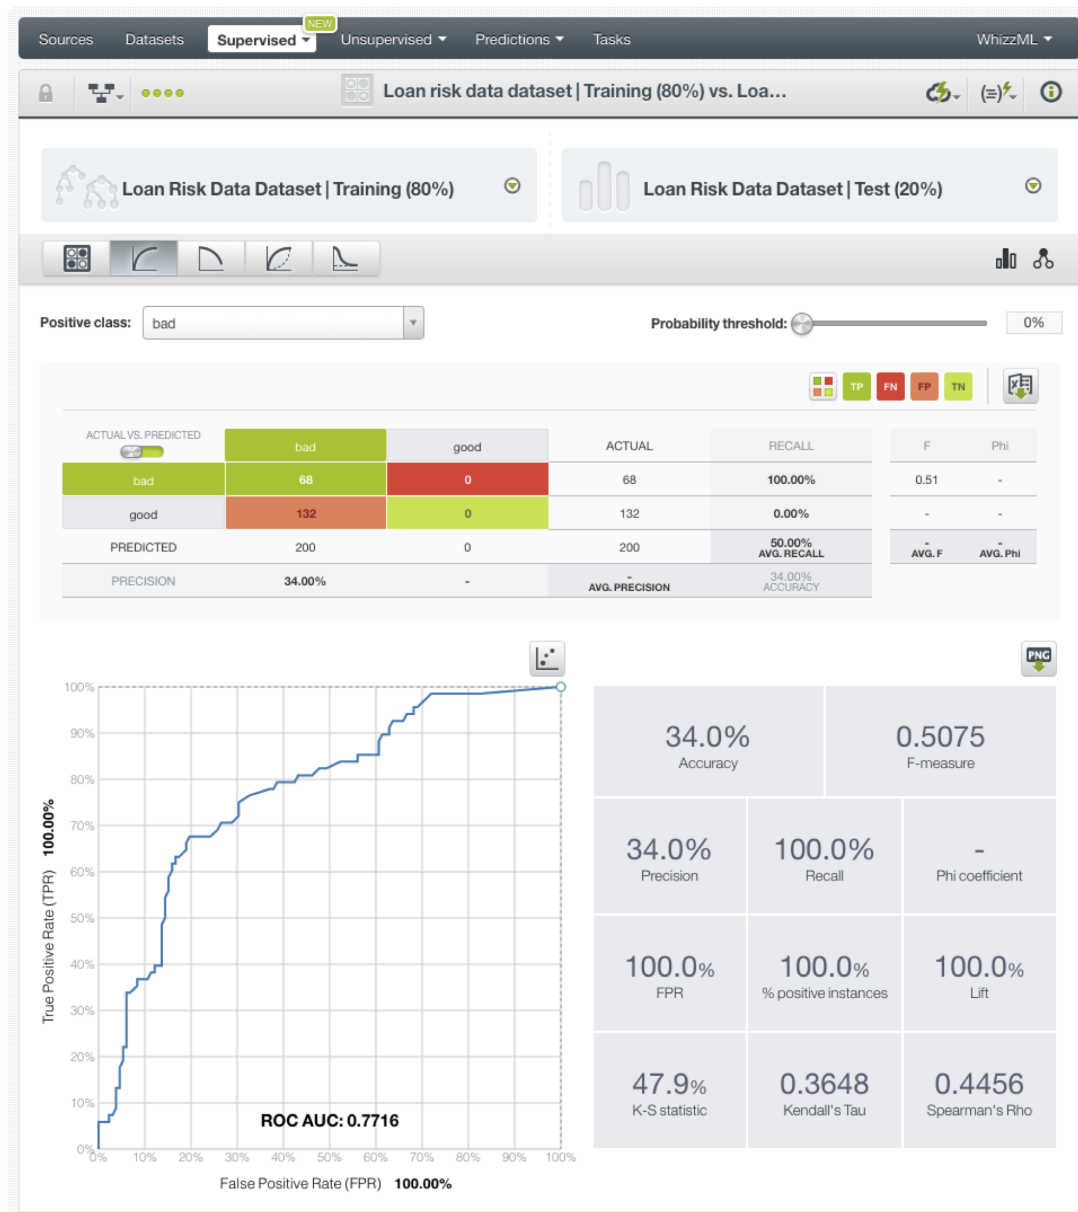 Sources Datasets Supervised NEW Unsupervised Predictions Tasks WhizzML
Loan risk data dataset | Training (80%) vs. Loa...
Loan Risk Data Dataset | Training (80%) Loan Risk Data Dataset | Test (20%)
Positive class: bad Probability threshold: 0%
TP FN FP TN
ACTUAL VS. PREDICTED bad good ACTUAL RECALL F Phi
bad 68 0 68 100.00% 0.51 -
good 132 0 132 0.00% - -
PREDICTED 200 0 200 50.00% AVG. RECALL - AVG. F - AVG. Phi
PRECISION 34.00% - - AVG. PRECISION 34.00% ACCURACY
PNG
100%
90%
80%
70%
60%
50%
40%
30%
20%
10%
0%
True Positive Rate (TPR) 100.00%
ROC AUC: 0.7716
0% 10% 20% 30% 40% 50% 60% 70% 80% 90% 100%
False Positive Rate (FPR) 100.00%
34.0% 0.5075
Accuracy F-measure
34.0% 100.0% -
Precision Recall Phi coefficient
100.0% 100.0% 100.0%
FPR % positive instances Lift
47.9% 0.3648 0.4456
K-S statistic Kendall's Tau Spearman's Rho